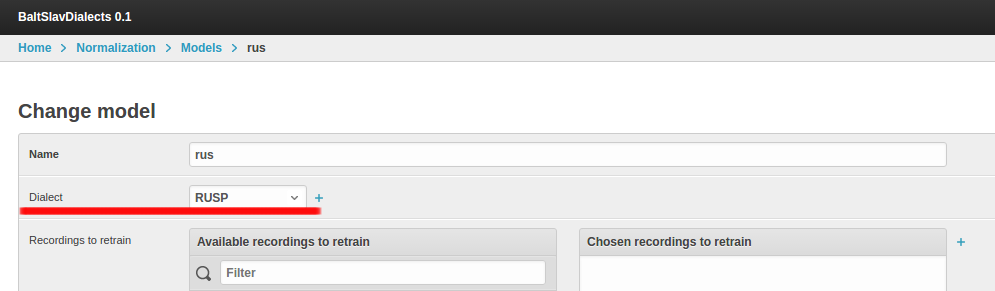 BaltSlavDialects 0.1
Home > Normalization > Models > rus
Change model
Name rus
Dialect RUSP +
Recordings to retrain Available recordings to retrain Chosen recordings to retrain +
Filter